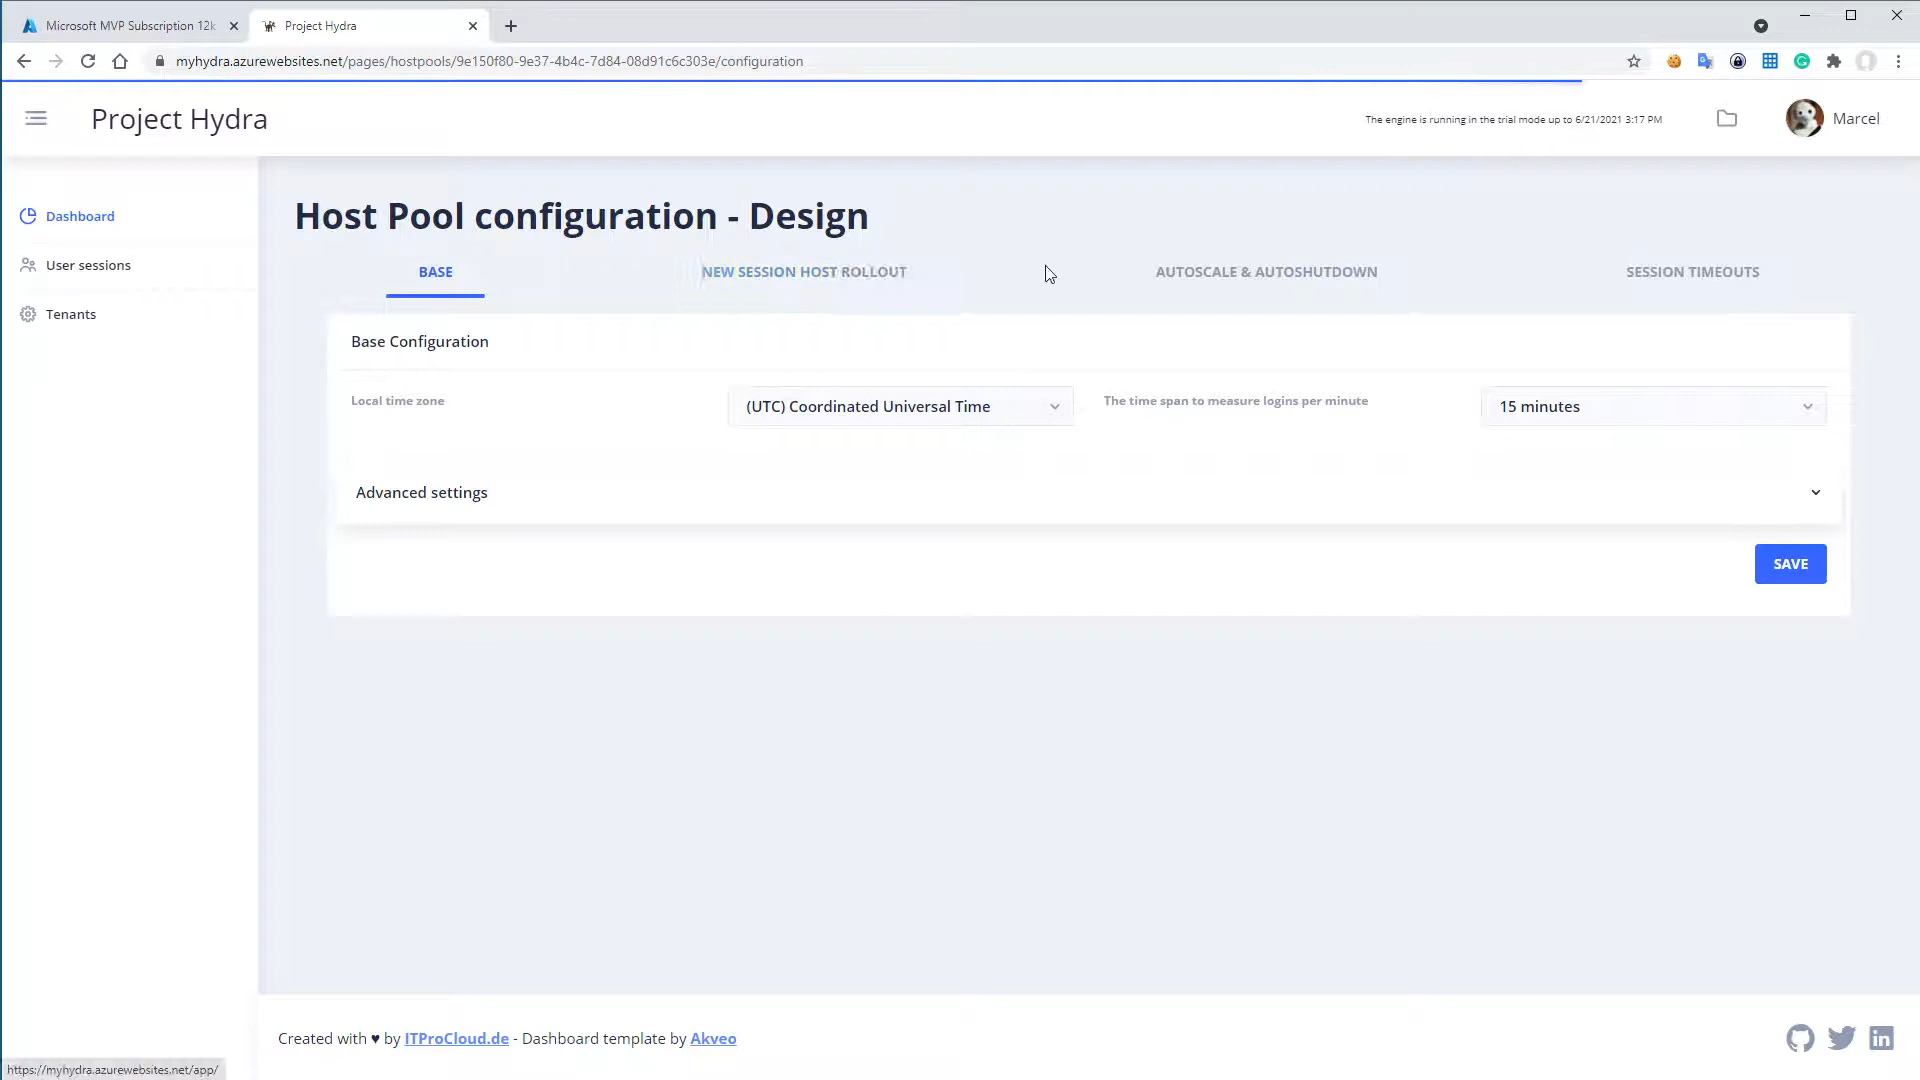 Microsoft MVP Subscription 12k
Project Hydra
myhydra.azurewebsites.net/pages/hostpools/9e150f80-9e37-4b4c-7d84-08d91c6c303e/configuration
Project Hydra
The engine is running in the trial mode up to 6/21/2021 3:17 PM
Marcel
Dashboard
User sessions
Tenants
Host Pool configuration - Design
BASE
NEW SESSION HOST ROLLOUT
AUTOSCALE & AUTOSHUTDOWN
SESSION TIMEOUTS
Base Configuration
Local time zone
(UTC) Coordinated Universal Time
The time span to measure logins per minute
15 minutes
Advanced settings
SAVE
Created with ♥ by ITProCloud.de - Dashboard template by Akveo
https://myhydra.azurewebsites.net/app/